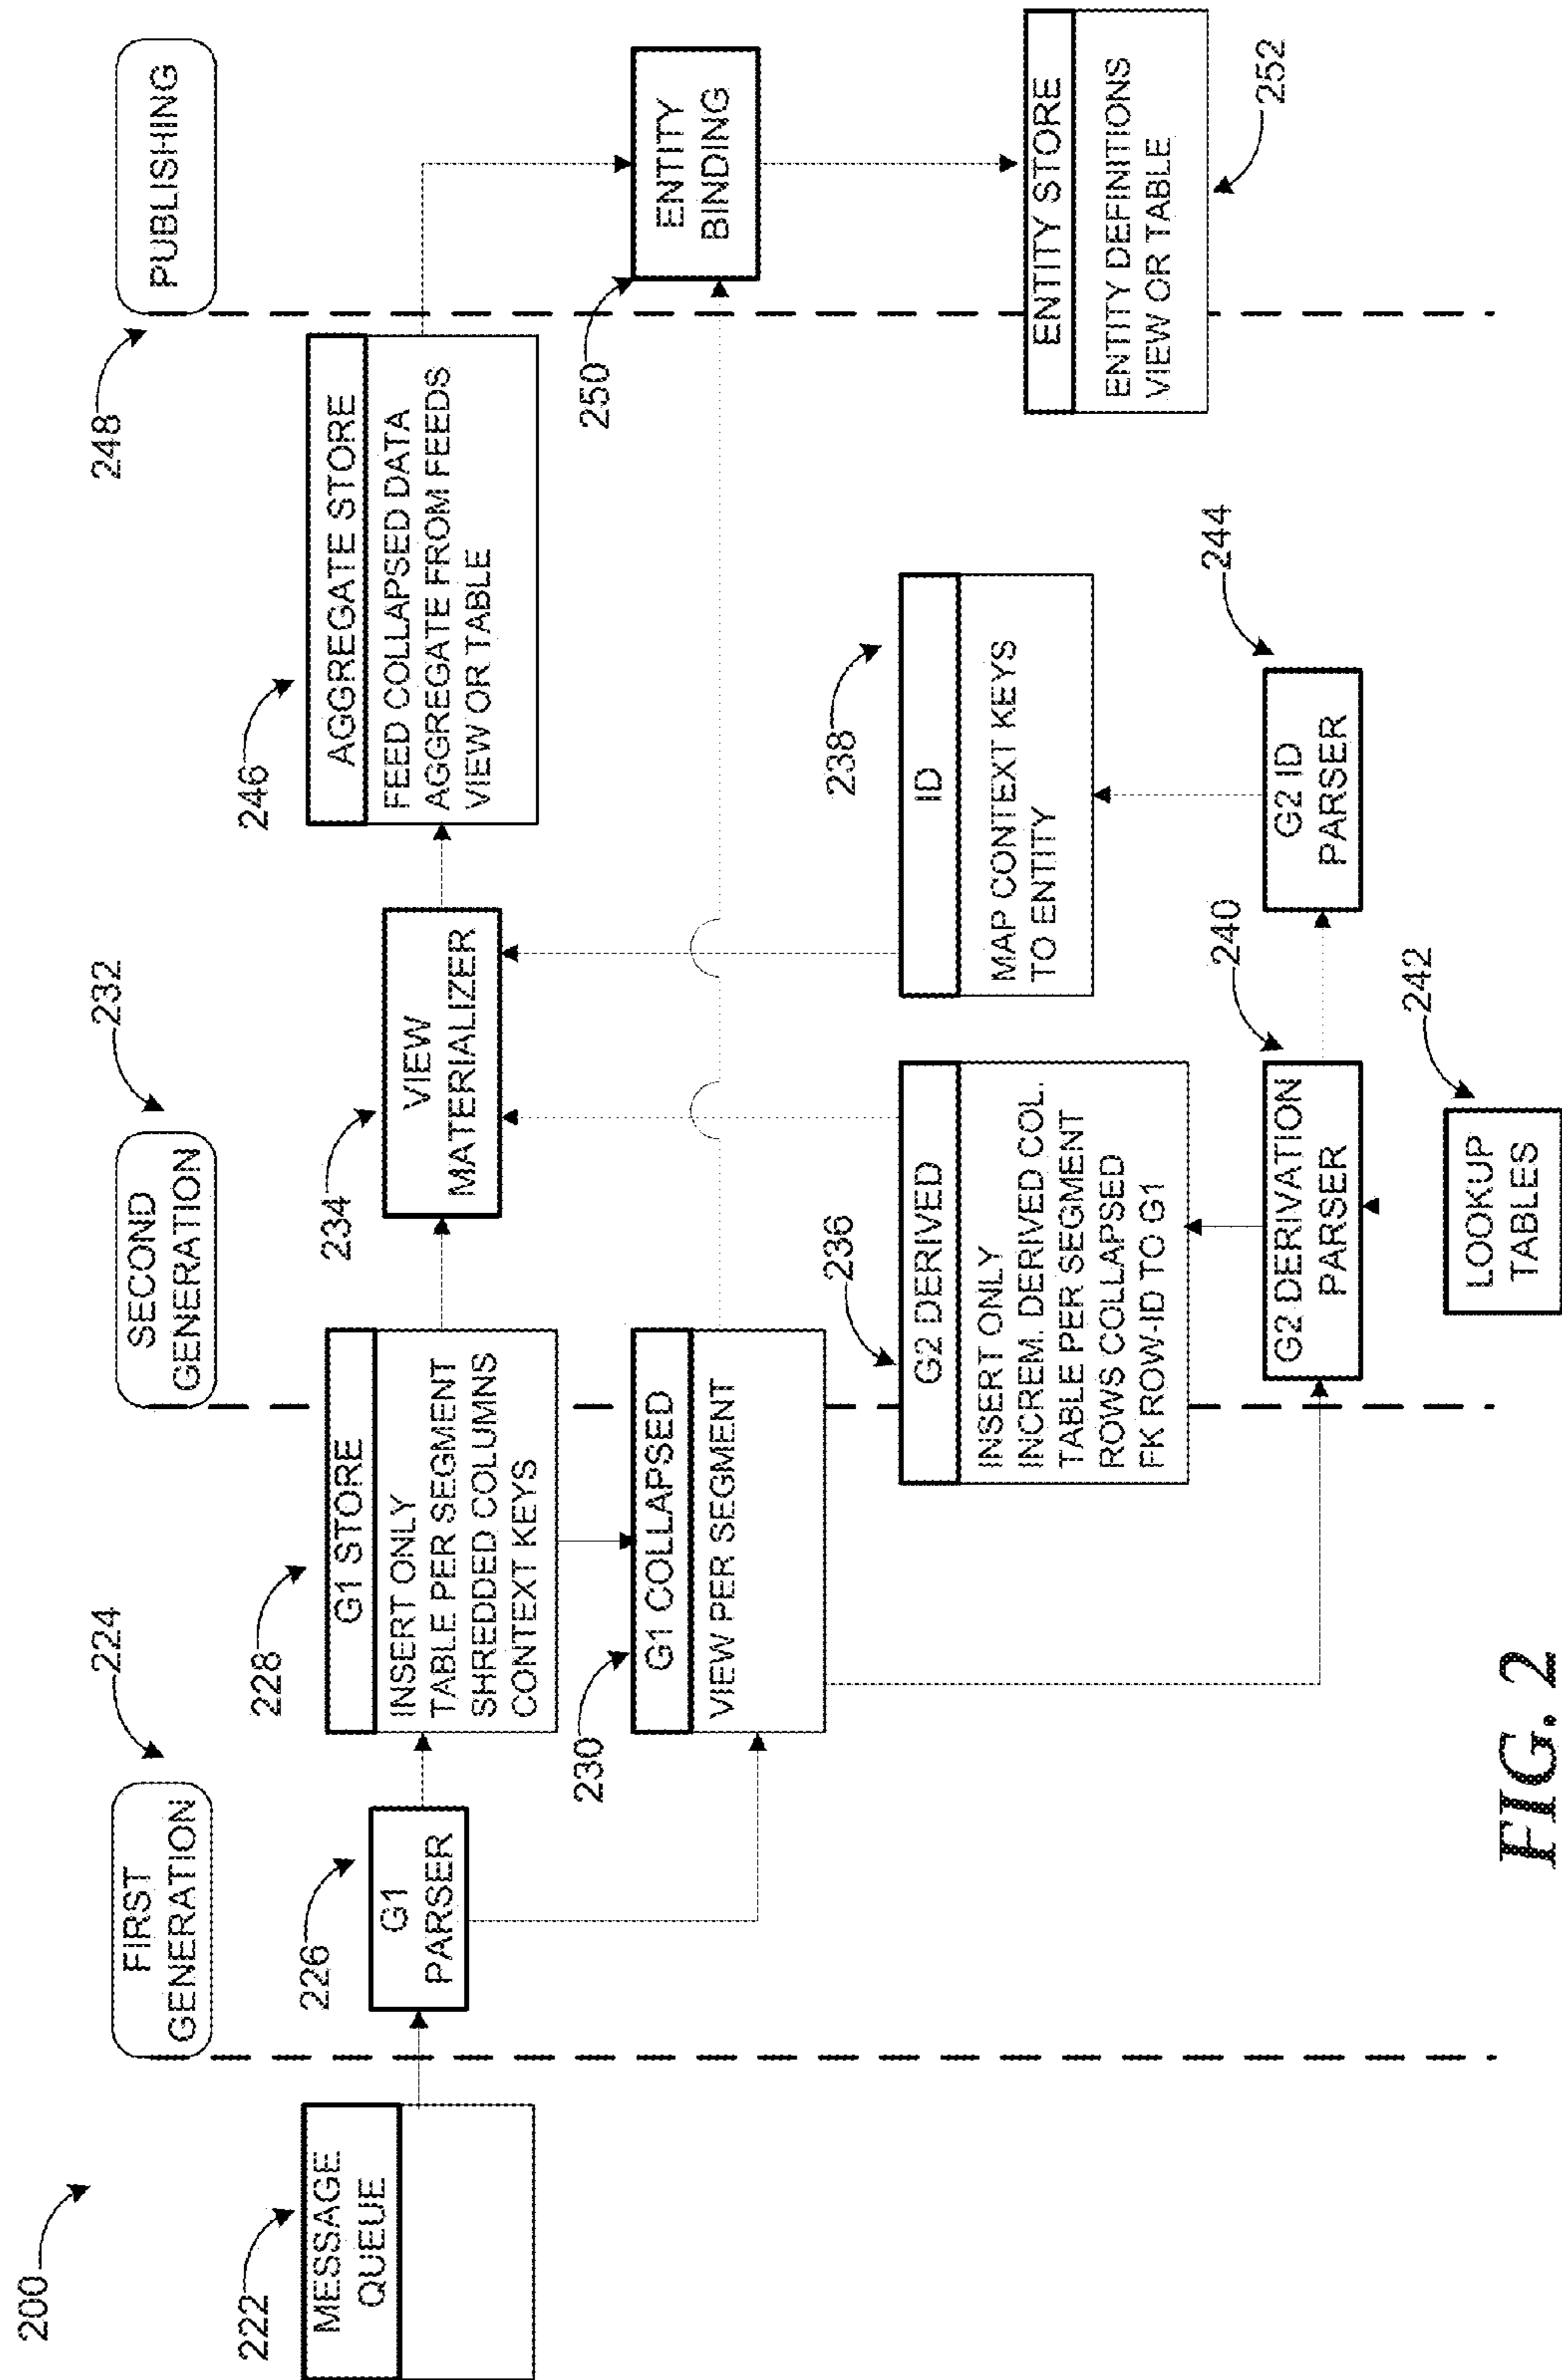 200
222
MESSAGE
QUEUE
FIRST
GENERATION
224
226
G1
PARSER
228
G1 STORE
INSERT ONLY
TABLE PER SEGMENT
SHREDDED COLUMNS
CONTEXT KEYS
230
G1 COLLAPSED
VIEW PER SEGMENT
SECOND
GENERATION
232
234
VIEW
MATERIALIZER
236
G2 DERIVED
INSERT ONLY
INCREM. DERIVED COL.
TABLE PER SEGMENT
ROWS COLLAPSED
FK ROW-ID TO G1
238
ID
MAP CONTEXT KEYS
TO ENTITY
240
G2 DERIVATION
PARSER
242
LOOKUP
TABLES
244
G2 ID
PARSER
246
AGGREGATE STORE
FEED COLLAPSED DATA
AGGREGATE FROM FEEDS
VIEW OR TABLE
248
PUBLISHING
250
ENTITY
BINDING
ENTITY STORE
ENTITY DEFINITIONS
VIEW OR TABLE
252
FIG. 2